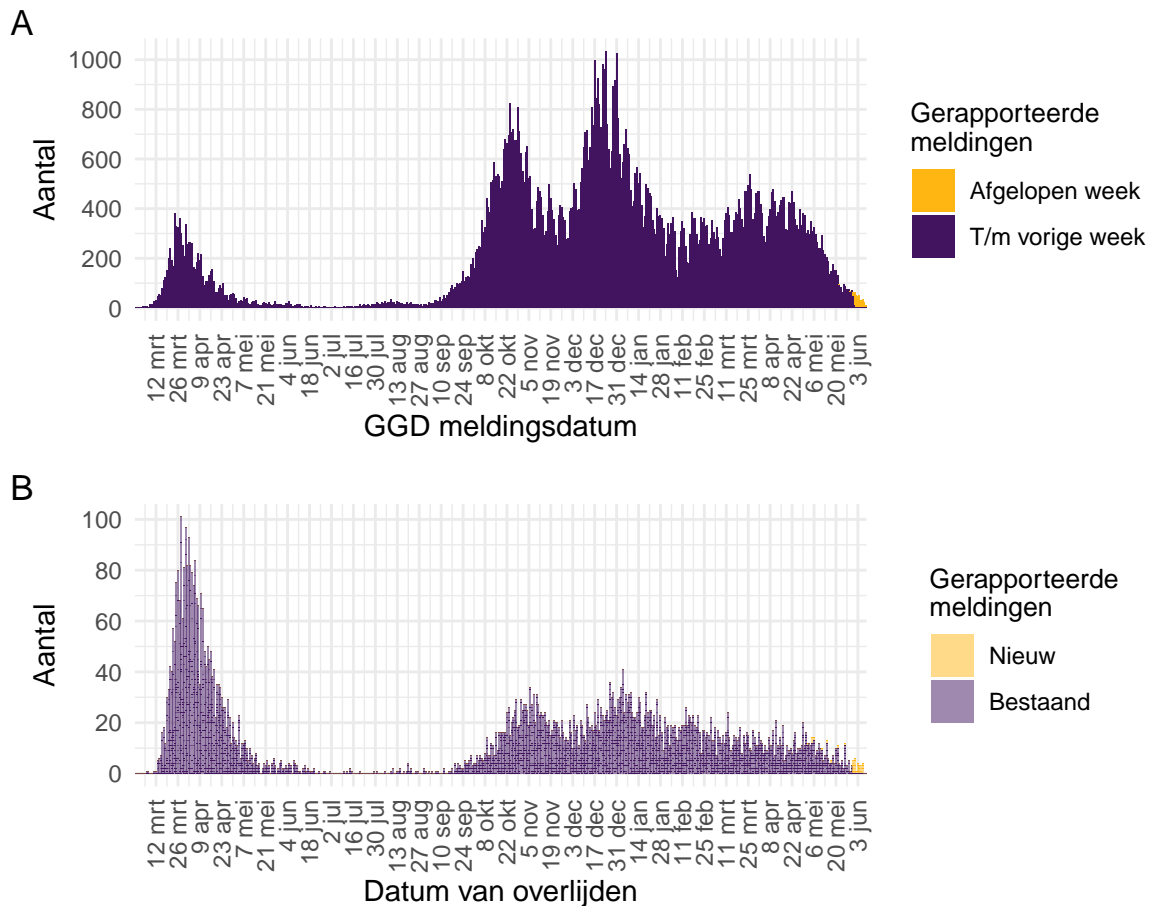 A
1000
800
600
400
200
0
Aantal
12 mrt
26 mrt
9 apr
23 apr
7 mei
21 mei
4 jun
18 jun
2 jul
16 jul
30 jul
13 aug
27 aug
10 sep
24 sep
8 okt
22 okt
5 nov
19 nov
3 dec
17 dec
31 dec
14 jan
28 jan
11 feb
25 feb
11 mrt
25 mrt
8 apr
22 apr
6 mei
20 mei
3 jun
GGD meldingsdatum
Gerapporteerde
meldingen
Afgelopen week
T/m vorige week
B
100
80
60
40
20
0
Aantal
12 mrt
26 mrt
9 apr
23 apr
7 mei
21 mei
4 jun
18 jun
2 jul
16 jul
30 jul
13 aug
27 aug
10 sep
24 sep
8 okt
22 okt
5 nov
19 nov
3 dec
17 dec
31 dec
14 jan
28 jan
11 feb
25 feb
11 mrt
25 mrt
8 apr
22 apr
6 mei
20 mei
3 jun
Datum van overlijden
Gerapporteerde
meldingen
Nieuw
Bestaand